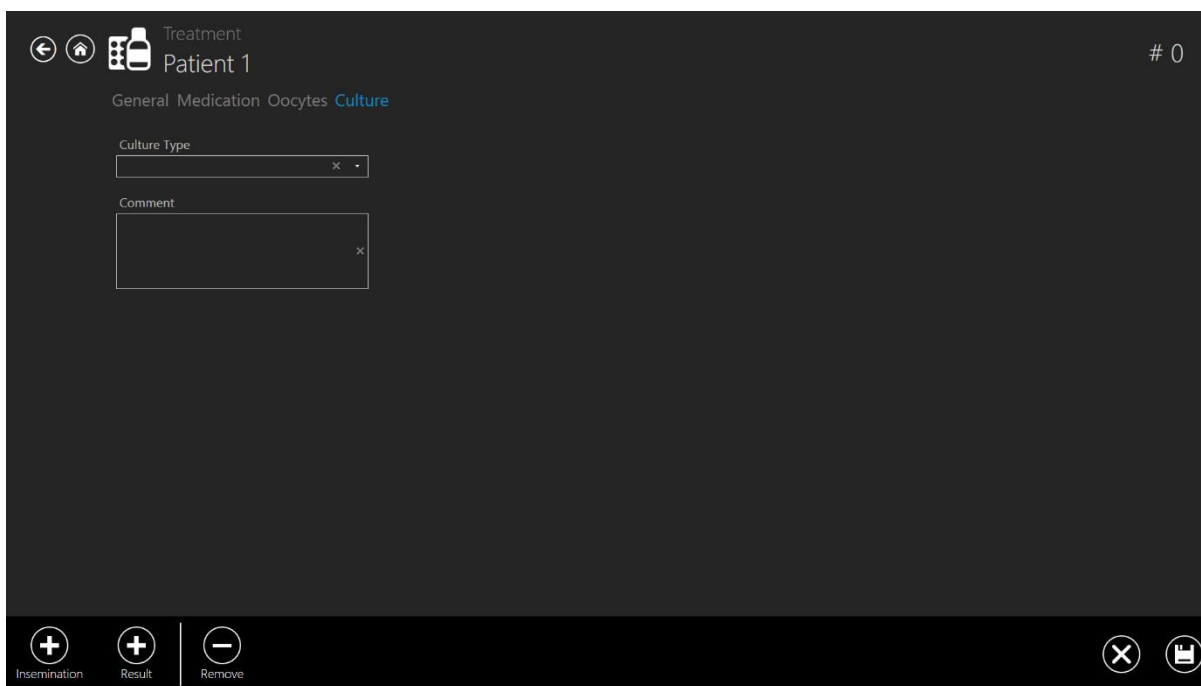 Treatment
Patient 1
# 0
General Medication Oocytes Culture
Culture Type
Comment
Insemination Result Remove